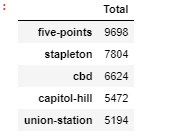 :
Total
five-points 9698
stapleton 7804
cbd 6624
capitol-hill 5472
union-station 5194